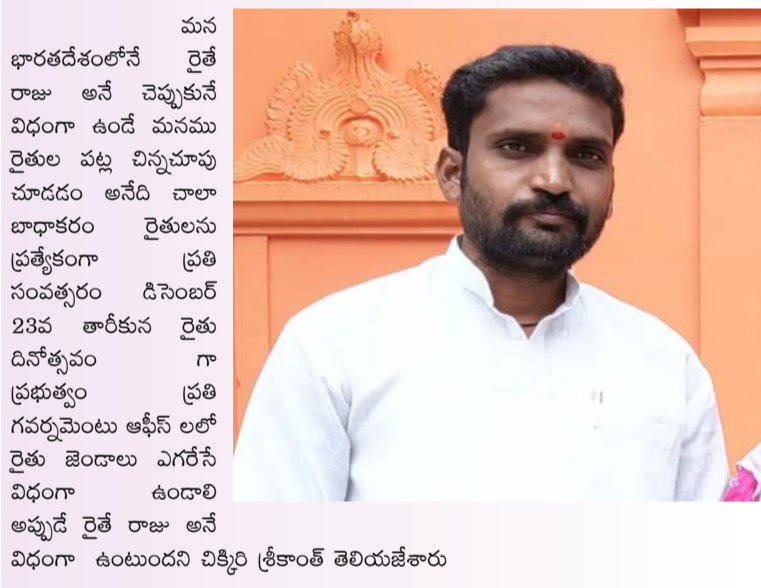 మన
భారతదేశంలోనే రైతే
రాజు అనే చెప్పుకునే
విధంగా ఉండే మనము
రైతుల పట్ల చిన్నచూపు
చూడడం అనేది చాలా
బాధాకరం రైతులను
ప్రత్యేకంగా ప్రతి
సంవత్సరం డిసెంబర్
23వ తారీకున రైతు
దినోత్సవం గా
ప్రభుత్వం ప్రతి
గవర్నమెంటు ఆఫీస్ లలో
రైతు జెండాలు ఎగరేసే
విధంగా ఉండాలి
అప్పుడే రైతే రాజు అనే
విధంగా ఉంటుందని చిక్కిరి శ్రీకాంత్ తెలియజేశారు